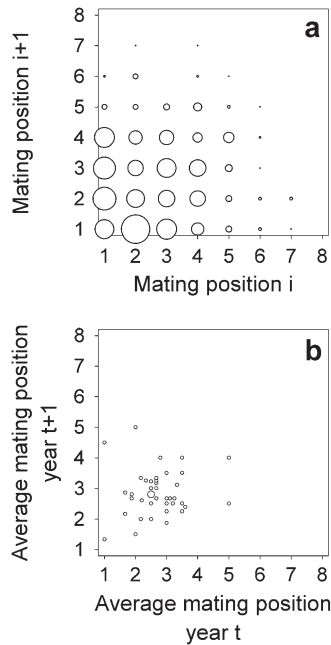 a
8
7
6
5
4
3
2
1
Mating position i+1
1 2 3 4 5 6 7 8
Mating position i
b
8
7
6
5
4
3
2
1
Average mating position
year t+1
1 2 3 4 5 6 7 8
Average mating position
year t